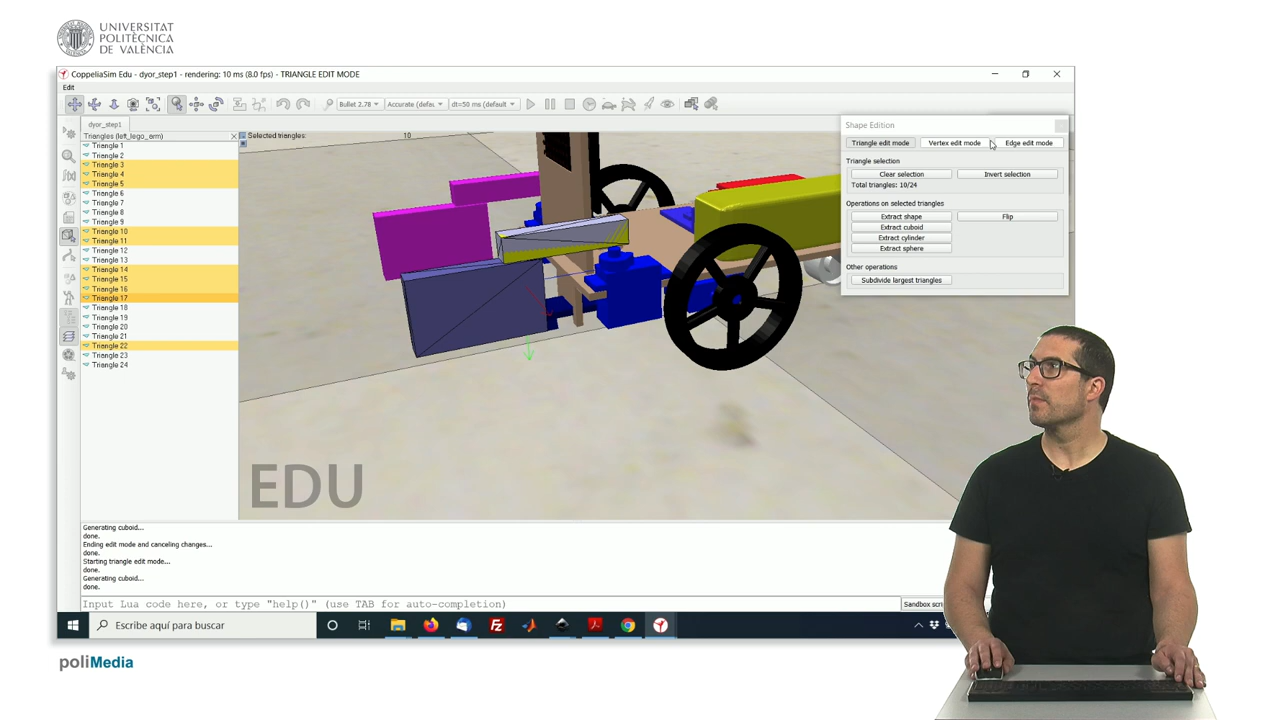 UNIVERSITAT
POLITÈCNICA
DE VALÈNCIA
CoppeliaSim Edu - dyor_step1 - rendering: 10 ms (8.0 fps) - TRIANGLE EDIT MODE
Edit
Bullet 2.78
Accurate (defau
dt=50 ms (default
dyor_step1
Triangles (left_lego_arm)
Selected triangles: 10
Triangle 1
Triangle 2
Triangle 3
Triangle 4
Triangle 5
Triangle 6
Triangle 7
Triangle 8
Triangle 9
Triangle 10
Triangle 11
Triangle 12
Triangle 13
Triangle 14
Triangle 15
Triangle 16
Triangle 17
Triangle 18
Triangle 19
Triangle 20
Triangle 21
Triangle 22
Triangle 23
Triangle 24
Shape Edition
Triangle edit mode
Vertex edit mode
Edge edit mode
Triangle selection
Clear selection
Invert selection
Total triangles: 10/24
Operations on selected triangles
Extract shape
Flip
Extract cuboid
Extract cylinder
Extract sphere
Other operations
Subdivide largest triangles
EDU
Generating cuboid...
done.
Ending edit mode and canceling changes...
done.
Starting triangle edit mode...
done.
Generating cuboid...
done.
Input Lua code here, or type "help()" (use TAB for auto-completion)
Sandbox scri
Escribe aquí para buscar
poliMedia